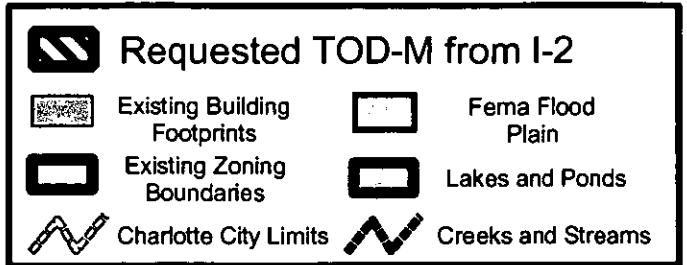 Requested TOD-M from I-2
Existing Building
Footprints
Fema Flood
Plain
Existing Zoning
Boundaries
Lakes and Ponds
Charlotte City Limits
Creeks and Streams